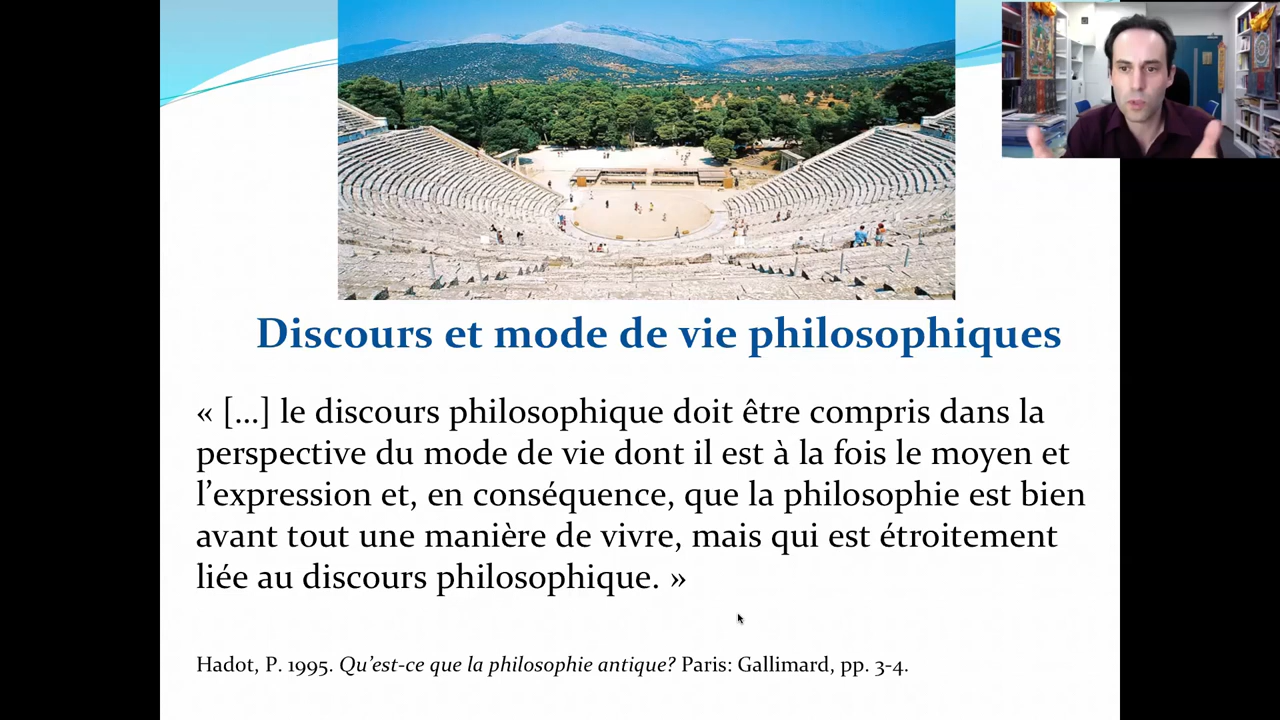 Discours et mode de vie philosophiques
« [...] le discours philosophique doit être compris dans la
perspective du mode de vie dont il est à la fois le moyen et
l’expression et, en conséquence, que la philosophie est bien
avant tout une manière de vivre, mais qui est étroitement
liée au discours philosophique. »
Hadot, P. 1995. Qu’est-ce que la philosophie antique? Paris: Gallimard, pp. 3-4.